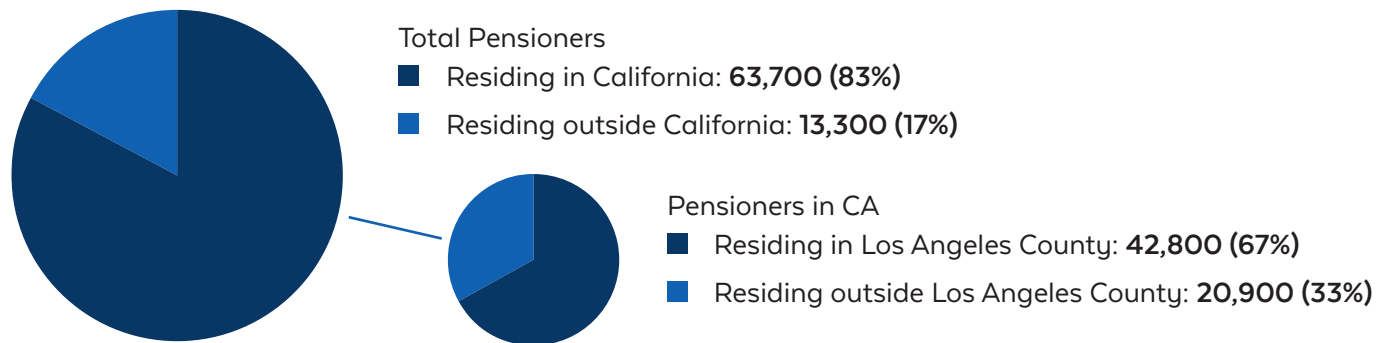 Total Pensioners
Residing in California: 63,700 (83%)
Residing outside California: 13,300 (17%)
Pensioners in CA
Residing in Los Angeles County: 42,800 (67%)
Residing outside Los Angeles County: 20,900 (33%)